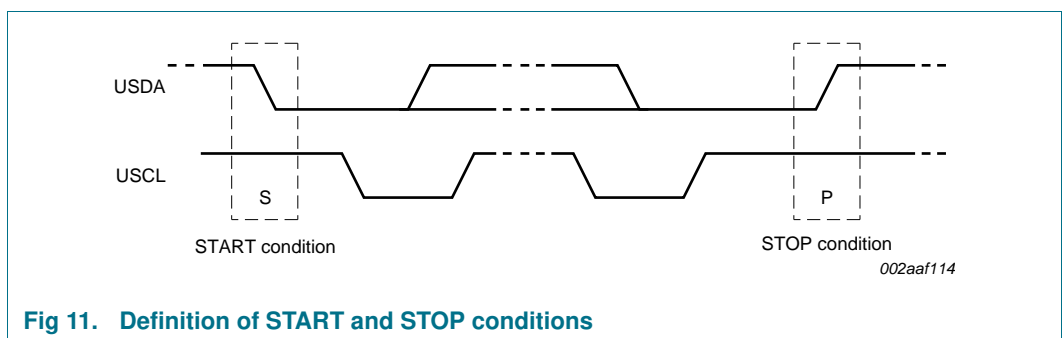 USDA
USCL
S
P
START condition
STOP condition
002aaf114
Fig 11. Definition of START and STOP conditions